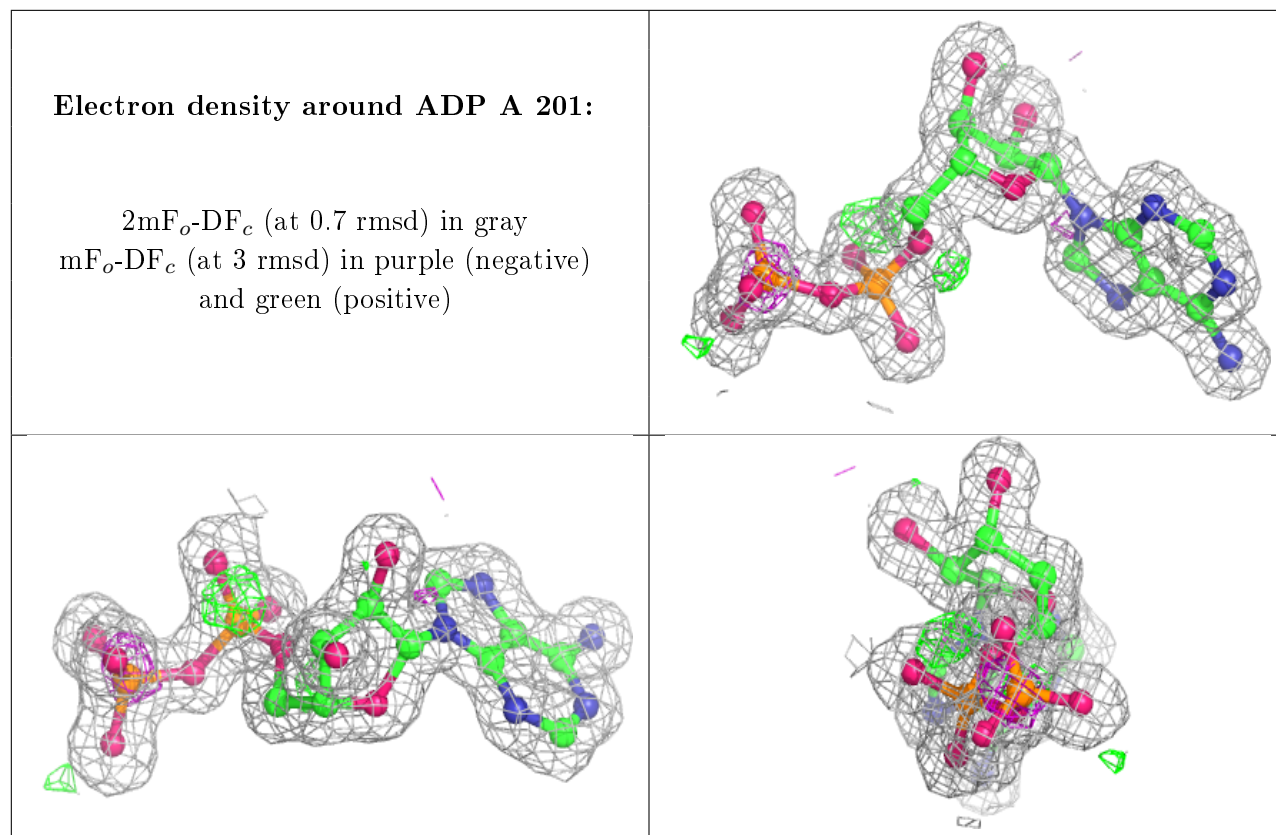 Electron density around ADP A 201:
2mFₒ-DF𝒸 (at 0.7 rmsd) in gray
mFₒ-DF𝒸 (at 3 rmsd) in purple (negative)
and green (positive)